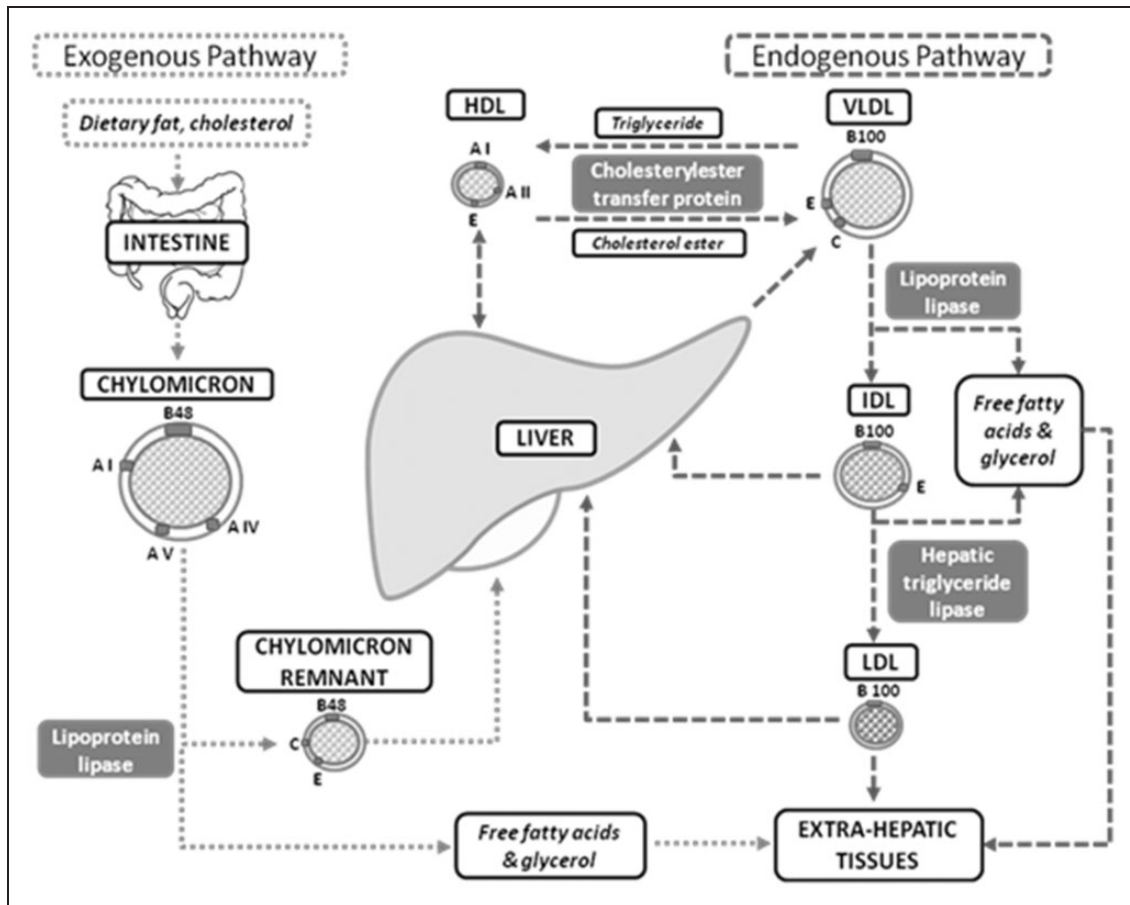 Exogenous Pathway
Endogenous Pathway
Dietary fat, cholesterol
INTESTINE
CHYLOMICRON
B48
A I
A IV
A V
Lipoprotein
lipase
CHYLOMICRON
REMNANT
B48
C
E
Free fatty acids
& glycerol
HDL
A I
A II
E
Triglyceride
Cholesterylester
transfer protein
Cholesterol ester
LIVER
VLDL
B100
E
C
Lipoprotein
lipase
IDL
B100
E
Free fatty
acids &
glycerol
Hepatic
triglyceride
lipase
LDL
B 100
EXTRA-HEPATIC
TISSUES